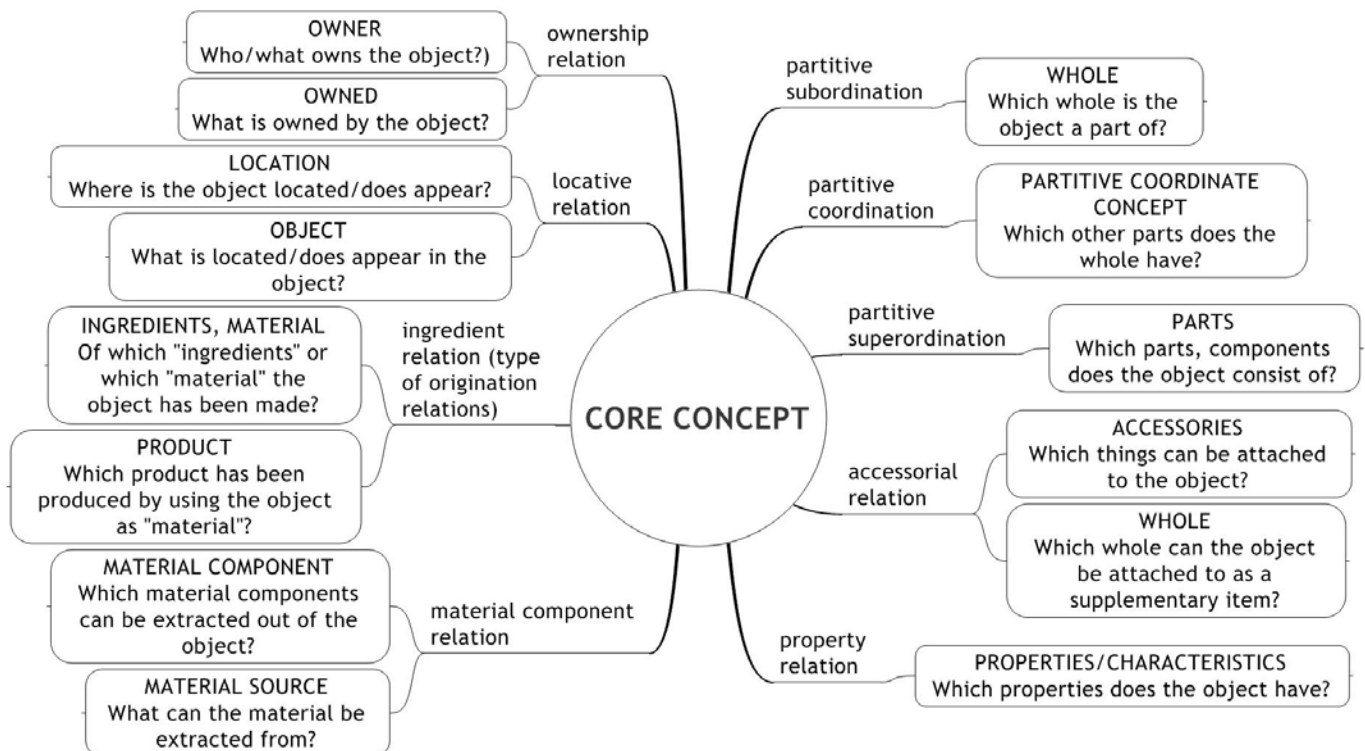 OWNER
Who/what owns the object?)
OWNED
What is owned by the object?
ownership
relation
LOCATION
Where is the object located/does appear?
OBJECT
What is located/does appear in the
object?
locative
relation
INGREDIENTS, MATERIAL
Of which "ingredients" or
which "material" the
object has been made?
PRODUCT
Which product has been
produced by using the object
as "material"?
ingredient
relation (type
of origination
relations)
MATERIAL COMPONENT
Which material components
can be extracted out of the
object?
MATERIAL SOURCE
What can the material be
extracted from?
material component
relation
CORE CONCEPT
partitive
subordination
WHOLE
Which whole is the
object a part of?
partitive
coordination
PARTITIVE COORDINATE
CONCEPT
Which other parts does the
whole have?
partitive
superordination
PARTS
Which parts, components
does the object consist of?
accessorial
relation
ACCESSORIES
Which things can be attached
to the object?
WHOLE
Which whole can the object
be attached to as a
supplementary item?
property
relation
PROPERTIES/CHARACTERISTICS
Which properties does the object have?